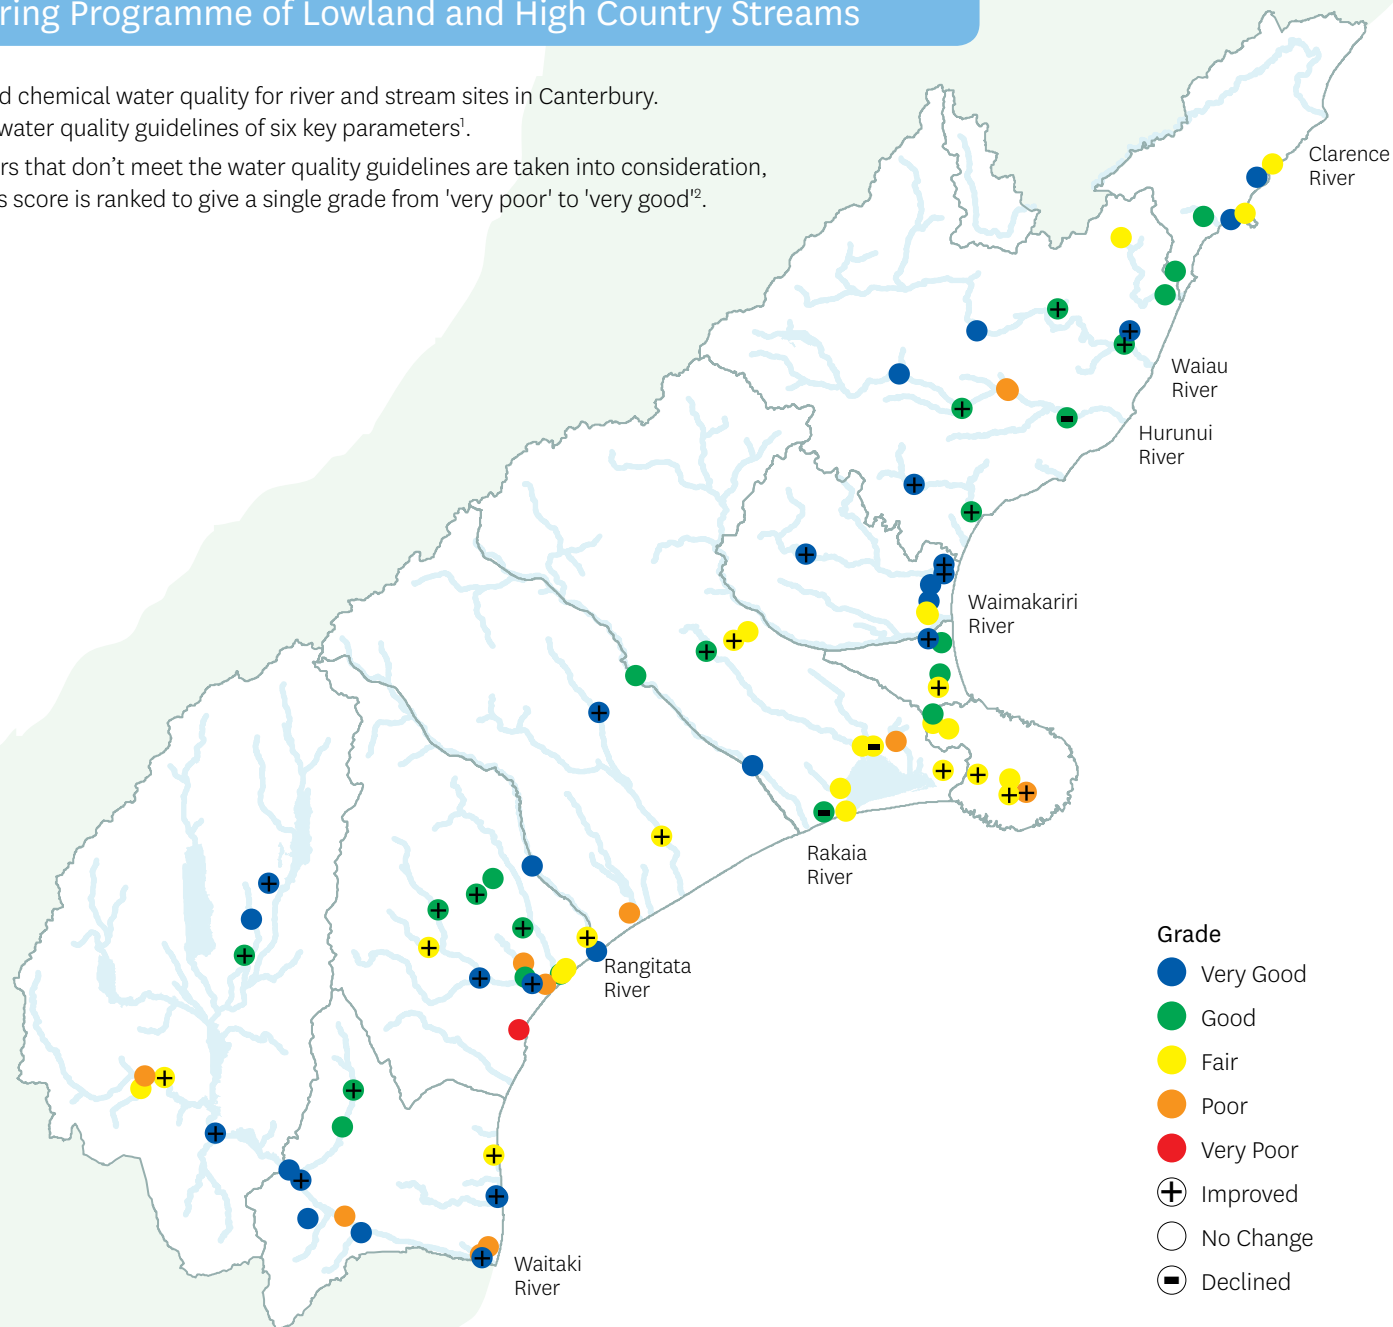 ring Programme of Lowland and High Country Streams
d chemical water quality for river and stream sites in Canterbury.
water quality guidelines of six key parameters¹.
rs that don’t meet the water quality guidelines are taken into consideration,
s score is ranked to give a single grade from 'very poor' to 'very good'².
Clarence
River
Waiau
River
Hurunui
River
Waimakariri
River
Rakaia
River
Rangitata
River
Waitaki
River
Grade
Very Good
Good
Fair
Poor
Very Poor
Improved
No Change
Declined